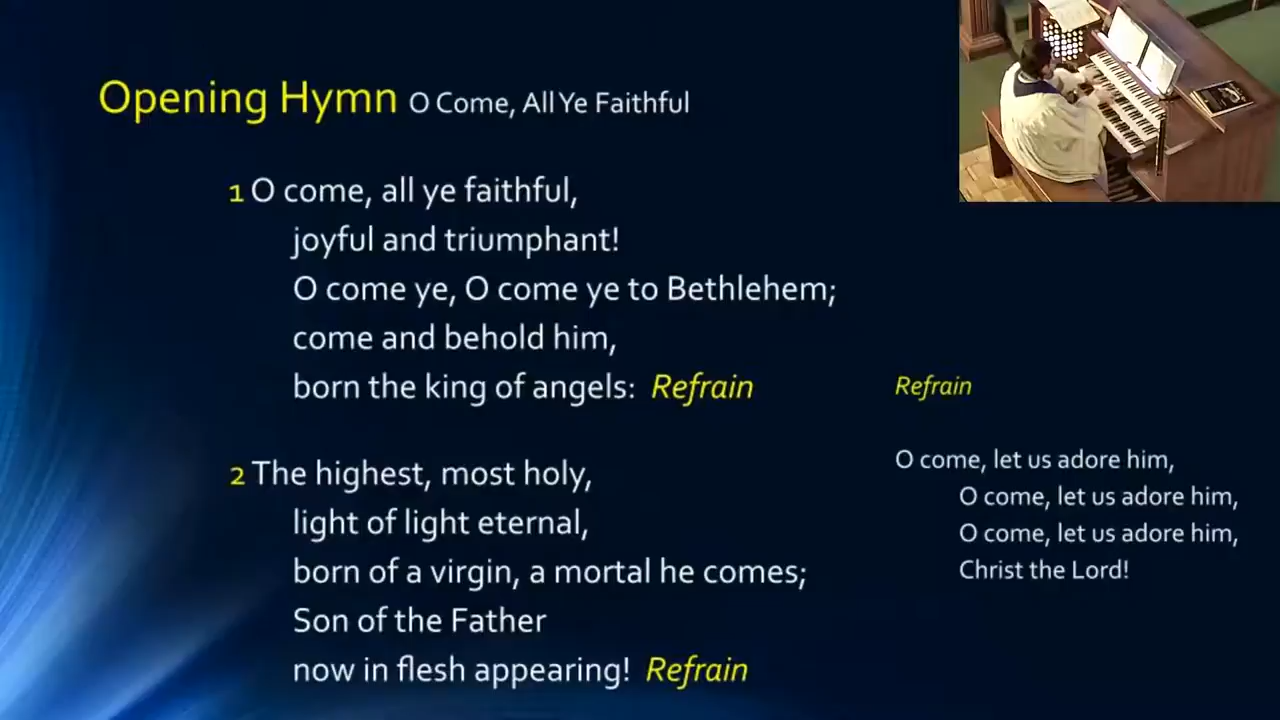 Opening Hymn O Come, All Ye Faithful
1 O come, all ye faithful,
joyful and triumphant!
O come ye, O come ye to Bethlehem;
come and behold him,
born the king of angels: Refrain
2 The highest, most holy,
light of light eternal,
born of a virgin, a mortal he comes;
Son of the Father
now in flesh appearing! Refrain
Refrain
O come, let us adore him,
O come, let us adore him,
O come, let us adore him,
Christ the Lord!